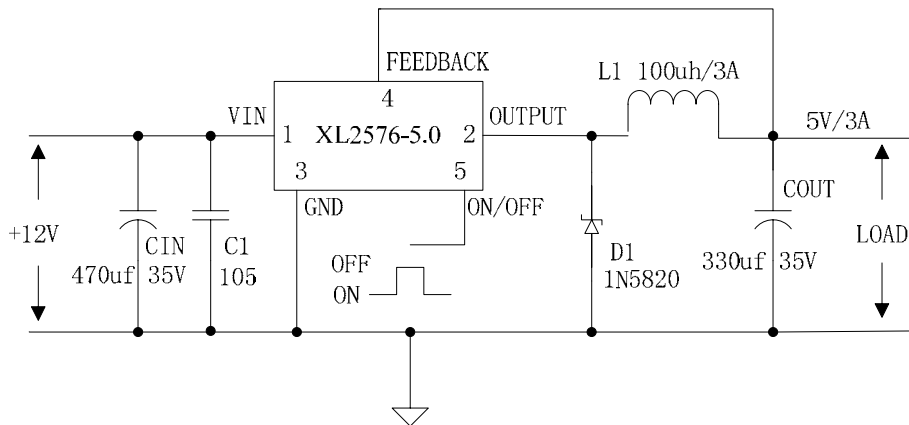 FEEDBACK
L1 100uh/3A
4
VIN
OUTPUT
5V/3A
1
XL2576-5.0
2
3
5
GND
ON/OFF
COUT
+12V
CIN
C1
OFF
D1
LOAD
470uf 35V
105
ON
1N5820
330uf 35V